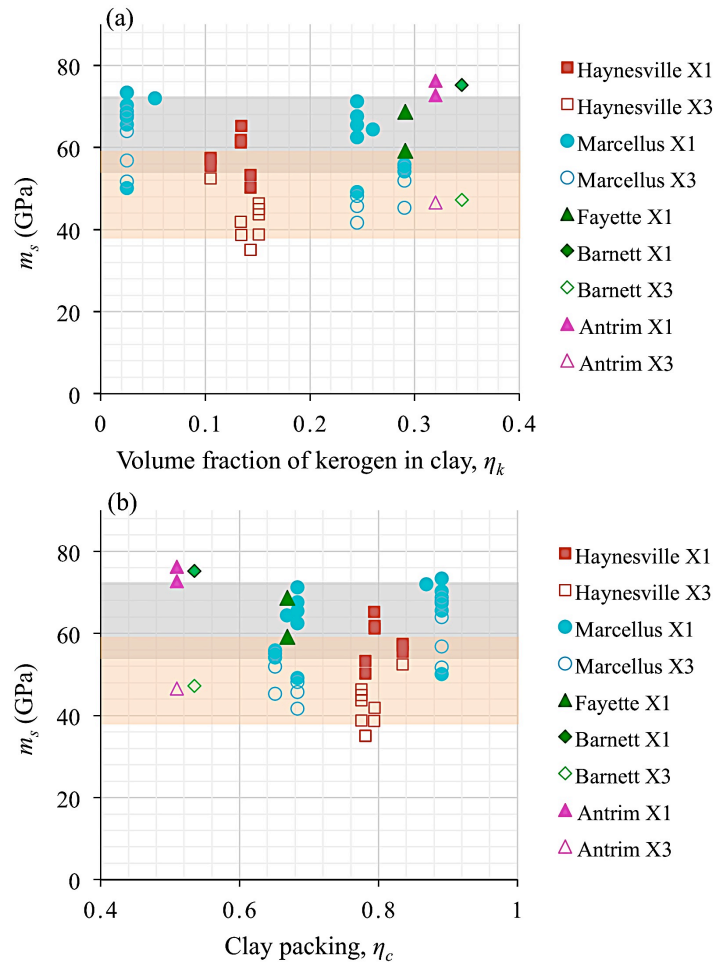 (a)
80
60
40
20
0
m_s (GPa)
0 0.1 0.2 0.3 0.4
Volume fraction of kerogen in clay, η_k
Haynesville X1
Haynesville X3
Marcellus X1
Marcellus X3
Fayette X1
Barnett X1
Barnett X3
Antrim X1
Antrim X3
(b)
80
60
40
20
0
m_s (GPa)
0.4 0.6 0.8 1
Clay packing, η_c
Haynesville X1
Haynesville X3
Marcellus X1
Marcellus X3
Fayette X1
Barnett X1
Barnett X3
Antrim X1
Antrim X3